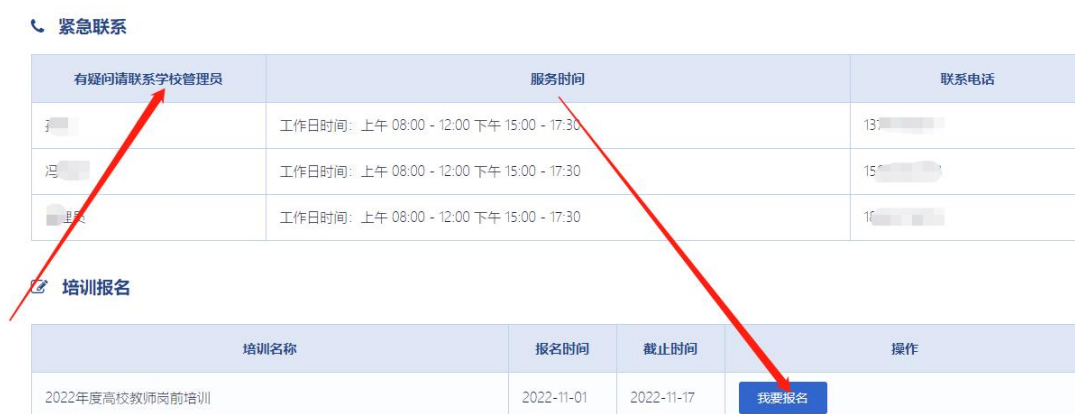 紧急联系
有疑问请联系学校管理员 服务时间 联系电话
工作日时间：上午 08:00 - 12:00 下午 15:00 - 17:30 137
冯 工作日时间：上午 08:00 - 12:00 下午 15:00 - 17:30 15
理员 工作日时间：上午 08:00 - 12:00 下午 15:00 - 17:30 18
培训报名
培训名称 报名时间 截止时间 操作
2022年度高校教师岗前培训 2022-11-01 2022-11-17 我要报名